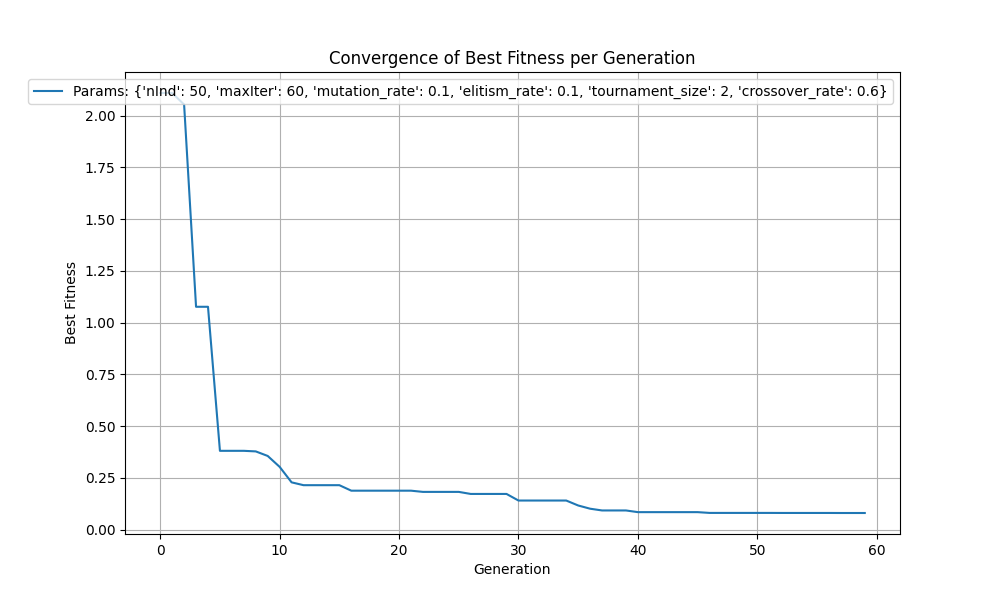 Convergence of Best Fitness per Generation
Params: {'nInd': 50, 'maxIter': 60, 'mutation_rate': 0.1, 'elitism_rate': 0.1, 'tournament_size': 2, 'crossover_rate': 0.6}
2.00
1.75
1.50
1.25
1.00
0.75
0.50
0.25
0.00
Best Fitness
0 10 20 30 40 50 60
Generation